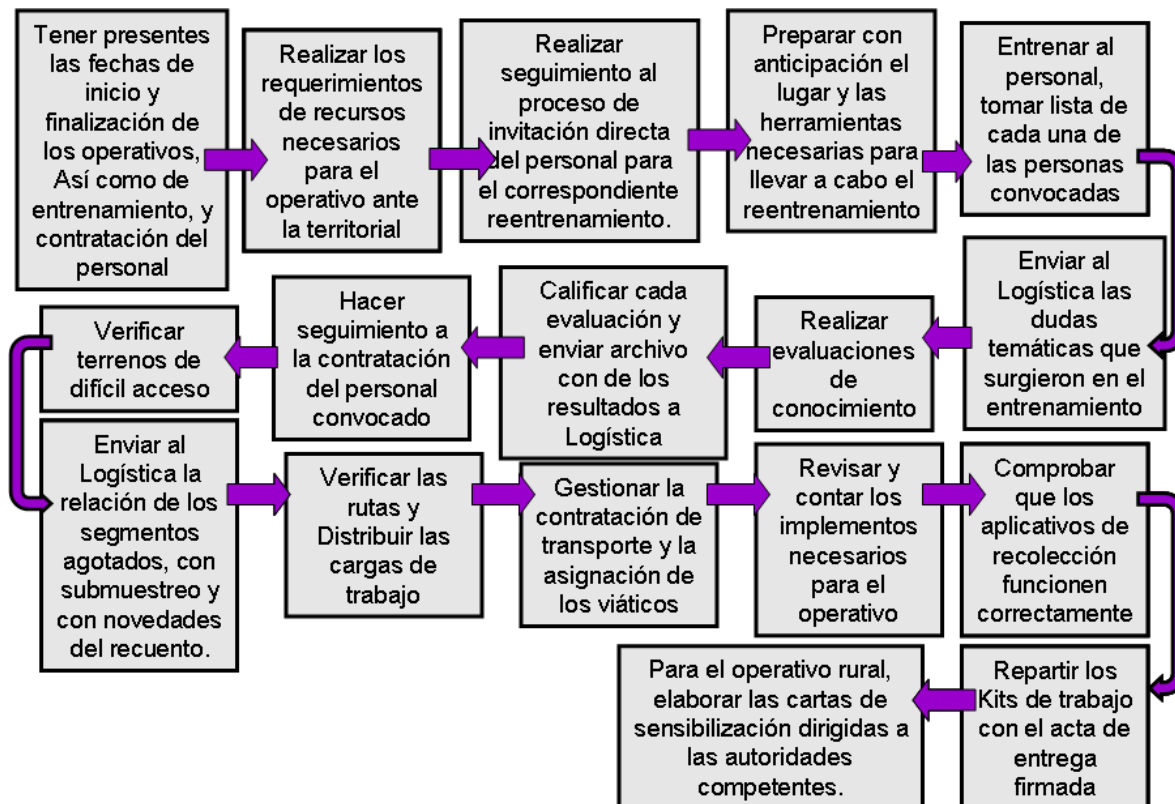 Tener presentes
las fechas de
inicio y
finalización de
los operativos,
Así como de
entrenamiento, y
contratación del
personal
Realizar los
requerimientos
de recursos
necesarios
para el
operativo ante
la territorial
Realizar
seguimiento al
proceso de
invitación directa
del personal para
el correspondiente
reentrenamiento.
Preparar con
anticipación el
lugar y las
herramientas
necesarias para
llevar a cabo el
reentrenamiento
Entrenar al
personal,
tomar lista de
cada una de
las personas
convocadas
Enviar al
Logística las
dudas
temáticas que
surgieron en el
entrenamiento
Realizar
evaluaciones
de
conocimiento
Calificar cada
evaluación y
enviar archivo
con de los
resultados a
Logística
Hacer
seguimiento a
la contratación
del personal
convocado
Verificar
terrenos de
difícil acceso
Enviar al
Logística la
relación de los
segmentos
agotados, con
submuestreo y
con novedades
del recuento.
Verificar las
rutas y
Distribuir las
cargas de
trabajo
Gestionar la
contratación de
transporte y la
asignación de
los viáticos
Revisar y
contar los
implementos
necesarios
para el
operativo
Comprobar
que los
aplicativos de
recolección
funcionen
correctamente
Repartir los
Kits de trabajo
con el acta de
entrega
firmada
Para el operativo rural,
elaborar las cartas de
sensibilización dirigidas a
las autoridades
competentes.